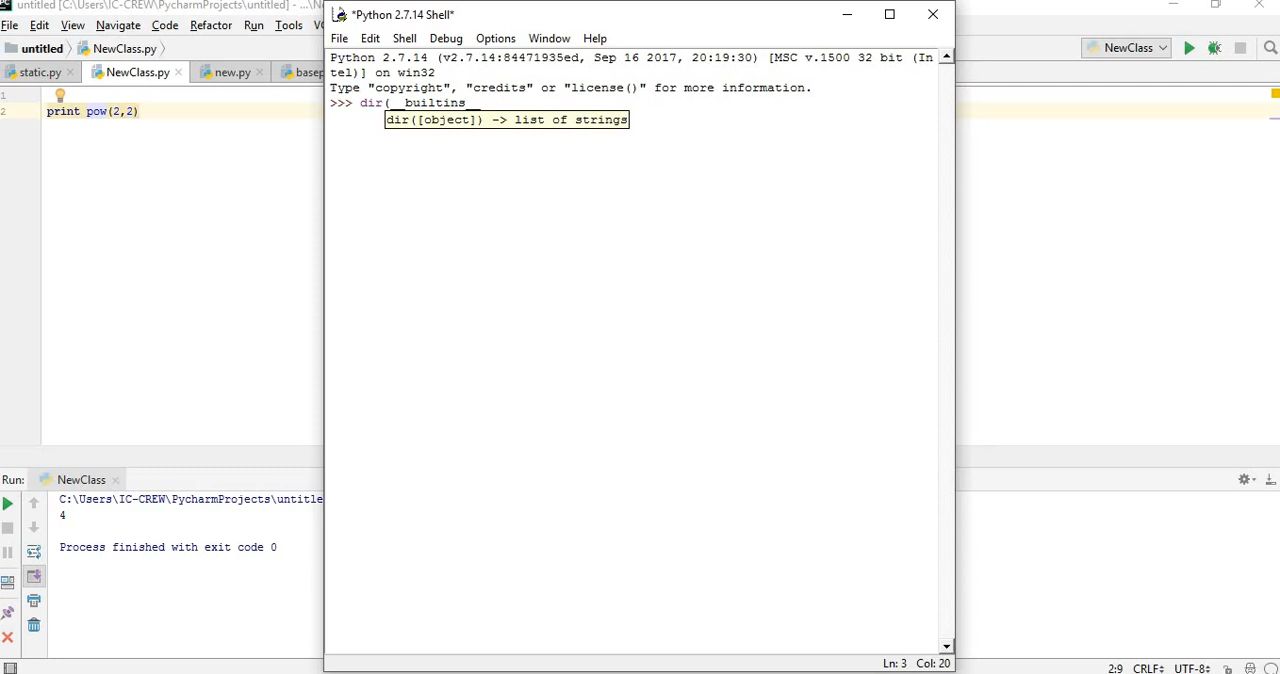 untitled [C:\Users\IC-CREW\PycharmProjects\untitled] - ...\N
File Edit View Navigate Code Refactor Run Tools
untitled NewClass.py
NewClass
static.py NewClass.py new.py basep
1
2 print pow(2,2)
*Python 2.7.14 Shell*
File Edit Shell Debug Options Window Help
Python 2.7.14 (v2.7.14:84471935ed, Sep 16 2017, 20:19:30) [MSC v.1500 32 bit (In
tel)] on win32
Type "copyright", "credits" or "license()" for more information.
>>> dir(__builtins__
dir([object]) -> list of strings
Ln: 3 Col: 20
Run: NewClass
C:\Users\IC-CREW\PycharmProjects\untitle
4
Process finished with exit code 0
2:9 CRLF UTF-8